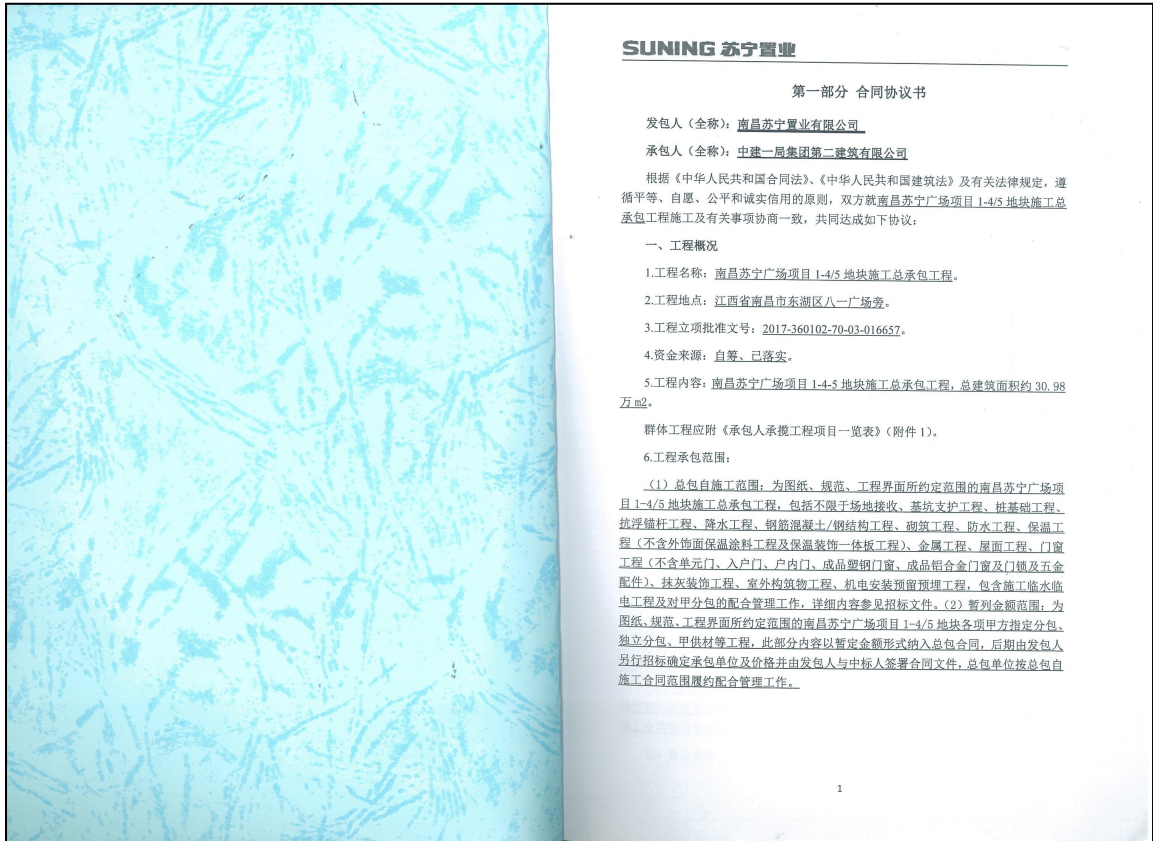 SUNING 苏宁置业
第一部分 合同协议书
发包人（全称）：南昌苏宁置业有限公司
承包人（全称）：中建一局集团第二建筑有限公司
根据《中华人民共和国合同法》、《中华人民共和国建筑法》及有关法律规定，遵
循平等、自愿、公平和诚实信用的原则，双方就南昌苏宁广场项目 1-4/5 地块施工总
承包工程施工及有关事项协商一致，共同达成如下协议：
一、工程概况
1.工程名称：南昌苏宁广场项目 1-4/5 地块施工总承包工程。
2.工程地点：江西省南昌市东湖区八一广场旁。
3.工程立项批准文号：2017-360102-70-03-016657。
4.资金来源：自筹、已落实。
5.工程内容：南昌苏宁广场项目 1-4-5 地块施工总承包工程，总建筑面积约 30.98
万 m2。
群体工程应附《承包人承揽工程项目一览表》（附件 1）。
6.工程承包范围：
（1）总包自施工范围：为图纸、规范、工程界面所约定范围的南昌苏宁广场项
目 1-4/5 地块施工总承包工程，包括不限于场地接收、基坑支护工程、桩基础工程、
抗浮锚杆工程、降水工程、钢筋混凝土/钢结构工程、砌筑工程、防水工程、保温工
程（不含外饰面保温涂料工程及保温装饰一体板工程）、金属工程、屋面工程、门窗
工程（不含单元门、入户门、户内门、成品塑钢门窗、成品铝合金门窗及门锁及五金
配件）、抹灰装饰工程、室外构筑物工程、机电安装预留预埋工程，包含施工临水临
电工程及对甲分包的配合管理工作，详细内容参见招标文件。（2）暂列金额范围：为
图纸、规范、工程界面所约定范围的南昌苏宁广场项目 1-4/5 地块各项甲方指定分包、
独立分包、甲供材等工程，此部分内容以暂定金额形式纳入总包合同，后期由发包人
另行招标确定承包单位及价格并由发包人与中标人签署合同文件，总包单位按总包自
施工合同范围履约配合管理工作。
1